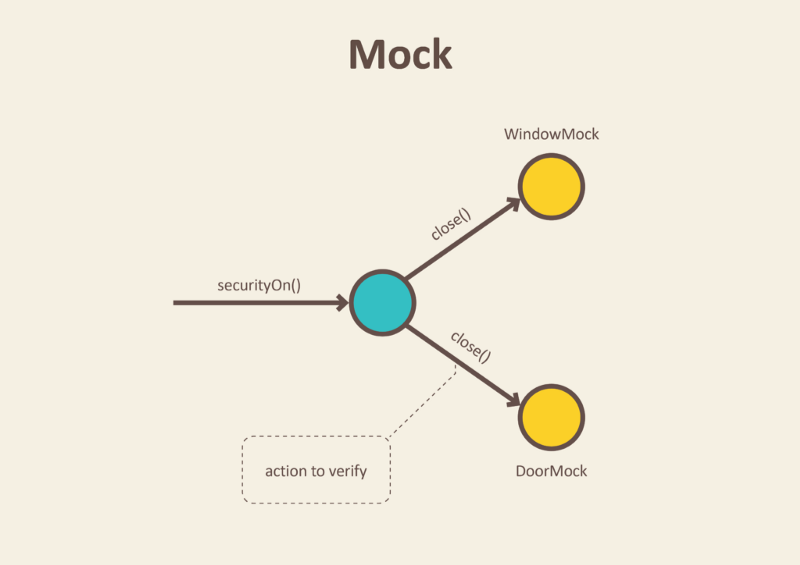 Mock
WindowMock
close()
securityOn()
close()
action to verify
DoorMock